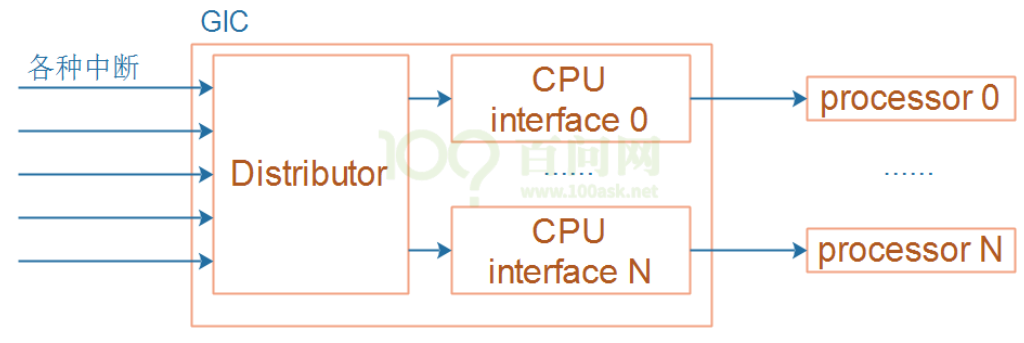 GIC
各种中断
Distributor
CPU
interface 0
processor 0
......
......
CPU
interface N
processor N
100
百问网
www.100ask.net